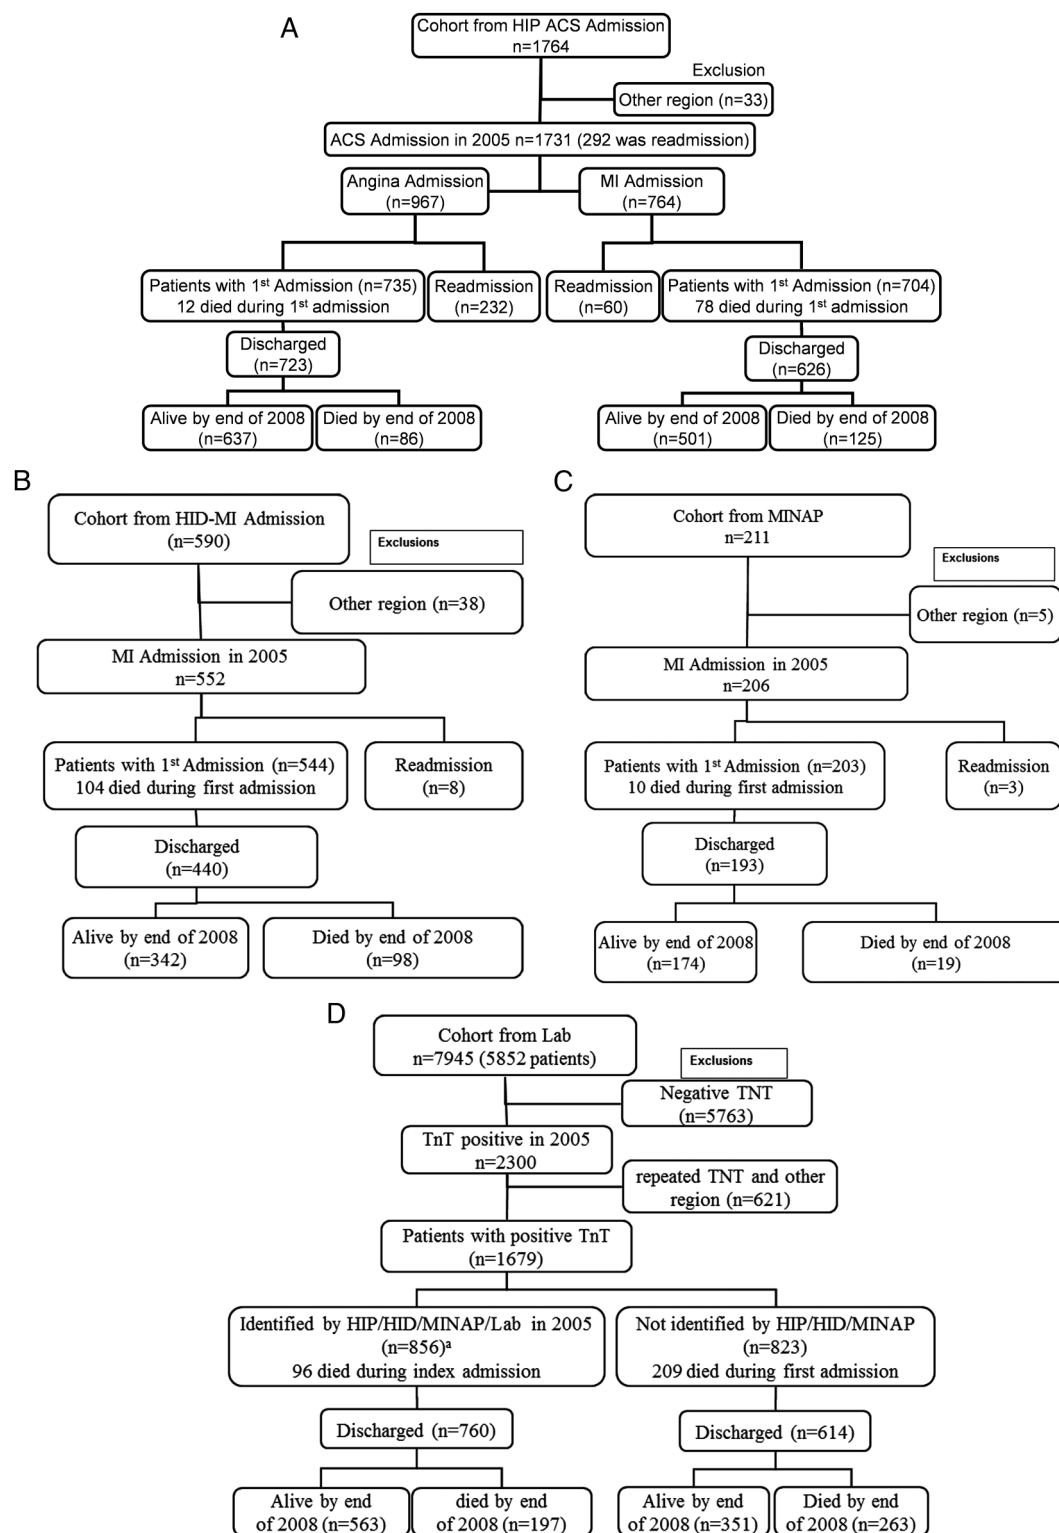 A
Cohort from HIP ACS Admission
n=1764
Exclusion
Other region (n=33)
ACS Admission in 2005 n=1731 (292 was readmission)
Angina Admission
(n=967)
MI Admission
(n=764)
Patients with 1st Admission (n=735)
12 died during 1st admission
Readmission
(n=232)
Readmission
(n=60)
Patients with 1st Admission (n=704)
78 died during 1st admission
Discharged
(n=723)
Discharged
(n=626)
Alive by end of 2008
(n=637)
Died by end of 2008
(n=86)
Alive by end of 2008
(n=501)
Died by end of 2008
(n=125)
B
Cohort from HID-MI Admission
(n=590)
Exclusions
Other region (n=38)
MI Admission in 2005
n=552
Patients with 1st Admission (n=544)
104 died during first admission
Readmission
(n=8)
Discharged
(n=440)
Alive by end of 2008
(n=342)
Died by end of 2008
(n=98)
C
Cohort from MINAP
n=211
Exclusions
Other region (n=5)
MI Admission in 2005
n=206
Patients with 1st Admission (n=203)
10 died during first admission
Readmission
(n=3)
Discharged
(n=193)
Alive by end of 2008
(n=174)
Died by end of 2008
(n=19)
D
Cohort from Lab
n=7945 (5852 patients)
Exclusions
Negative TNT
(n=5763)
TnT positive in 2005
n=2300
repeated TNT and other
region (n=621)
Patients with positive TnT
(n=1679)
Identified by HIP/HID/MINAP/Lab in 2005
(n=856)a
96 died during index admission
Not identified by HIP/HID/MINAP
(n=823)
209 died during first admission
Discharged (n=760)
Discharged (n=614)
Alive by end
of 2008 (n=563)
died by end
of 2008 (n=197)
Alive by end
of 2008 (n=351)
Died by end
of 2008 (n=263)